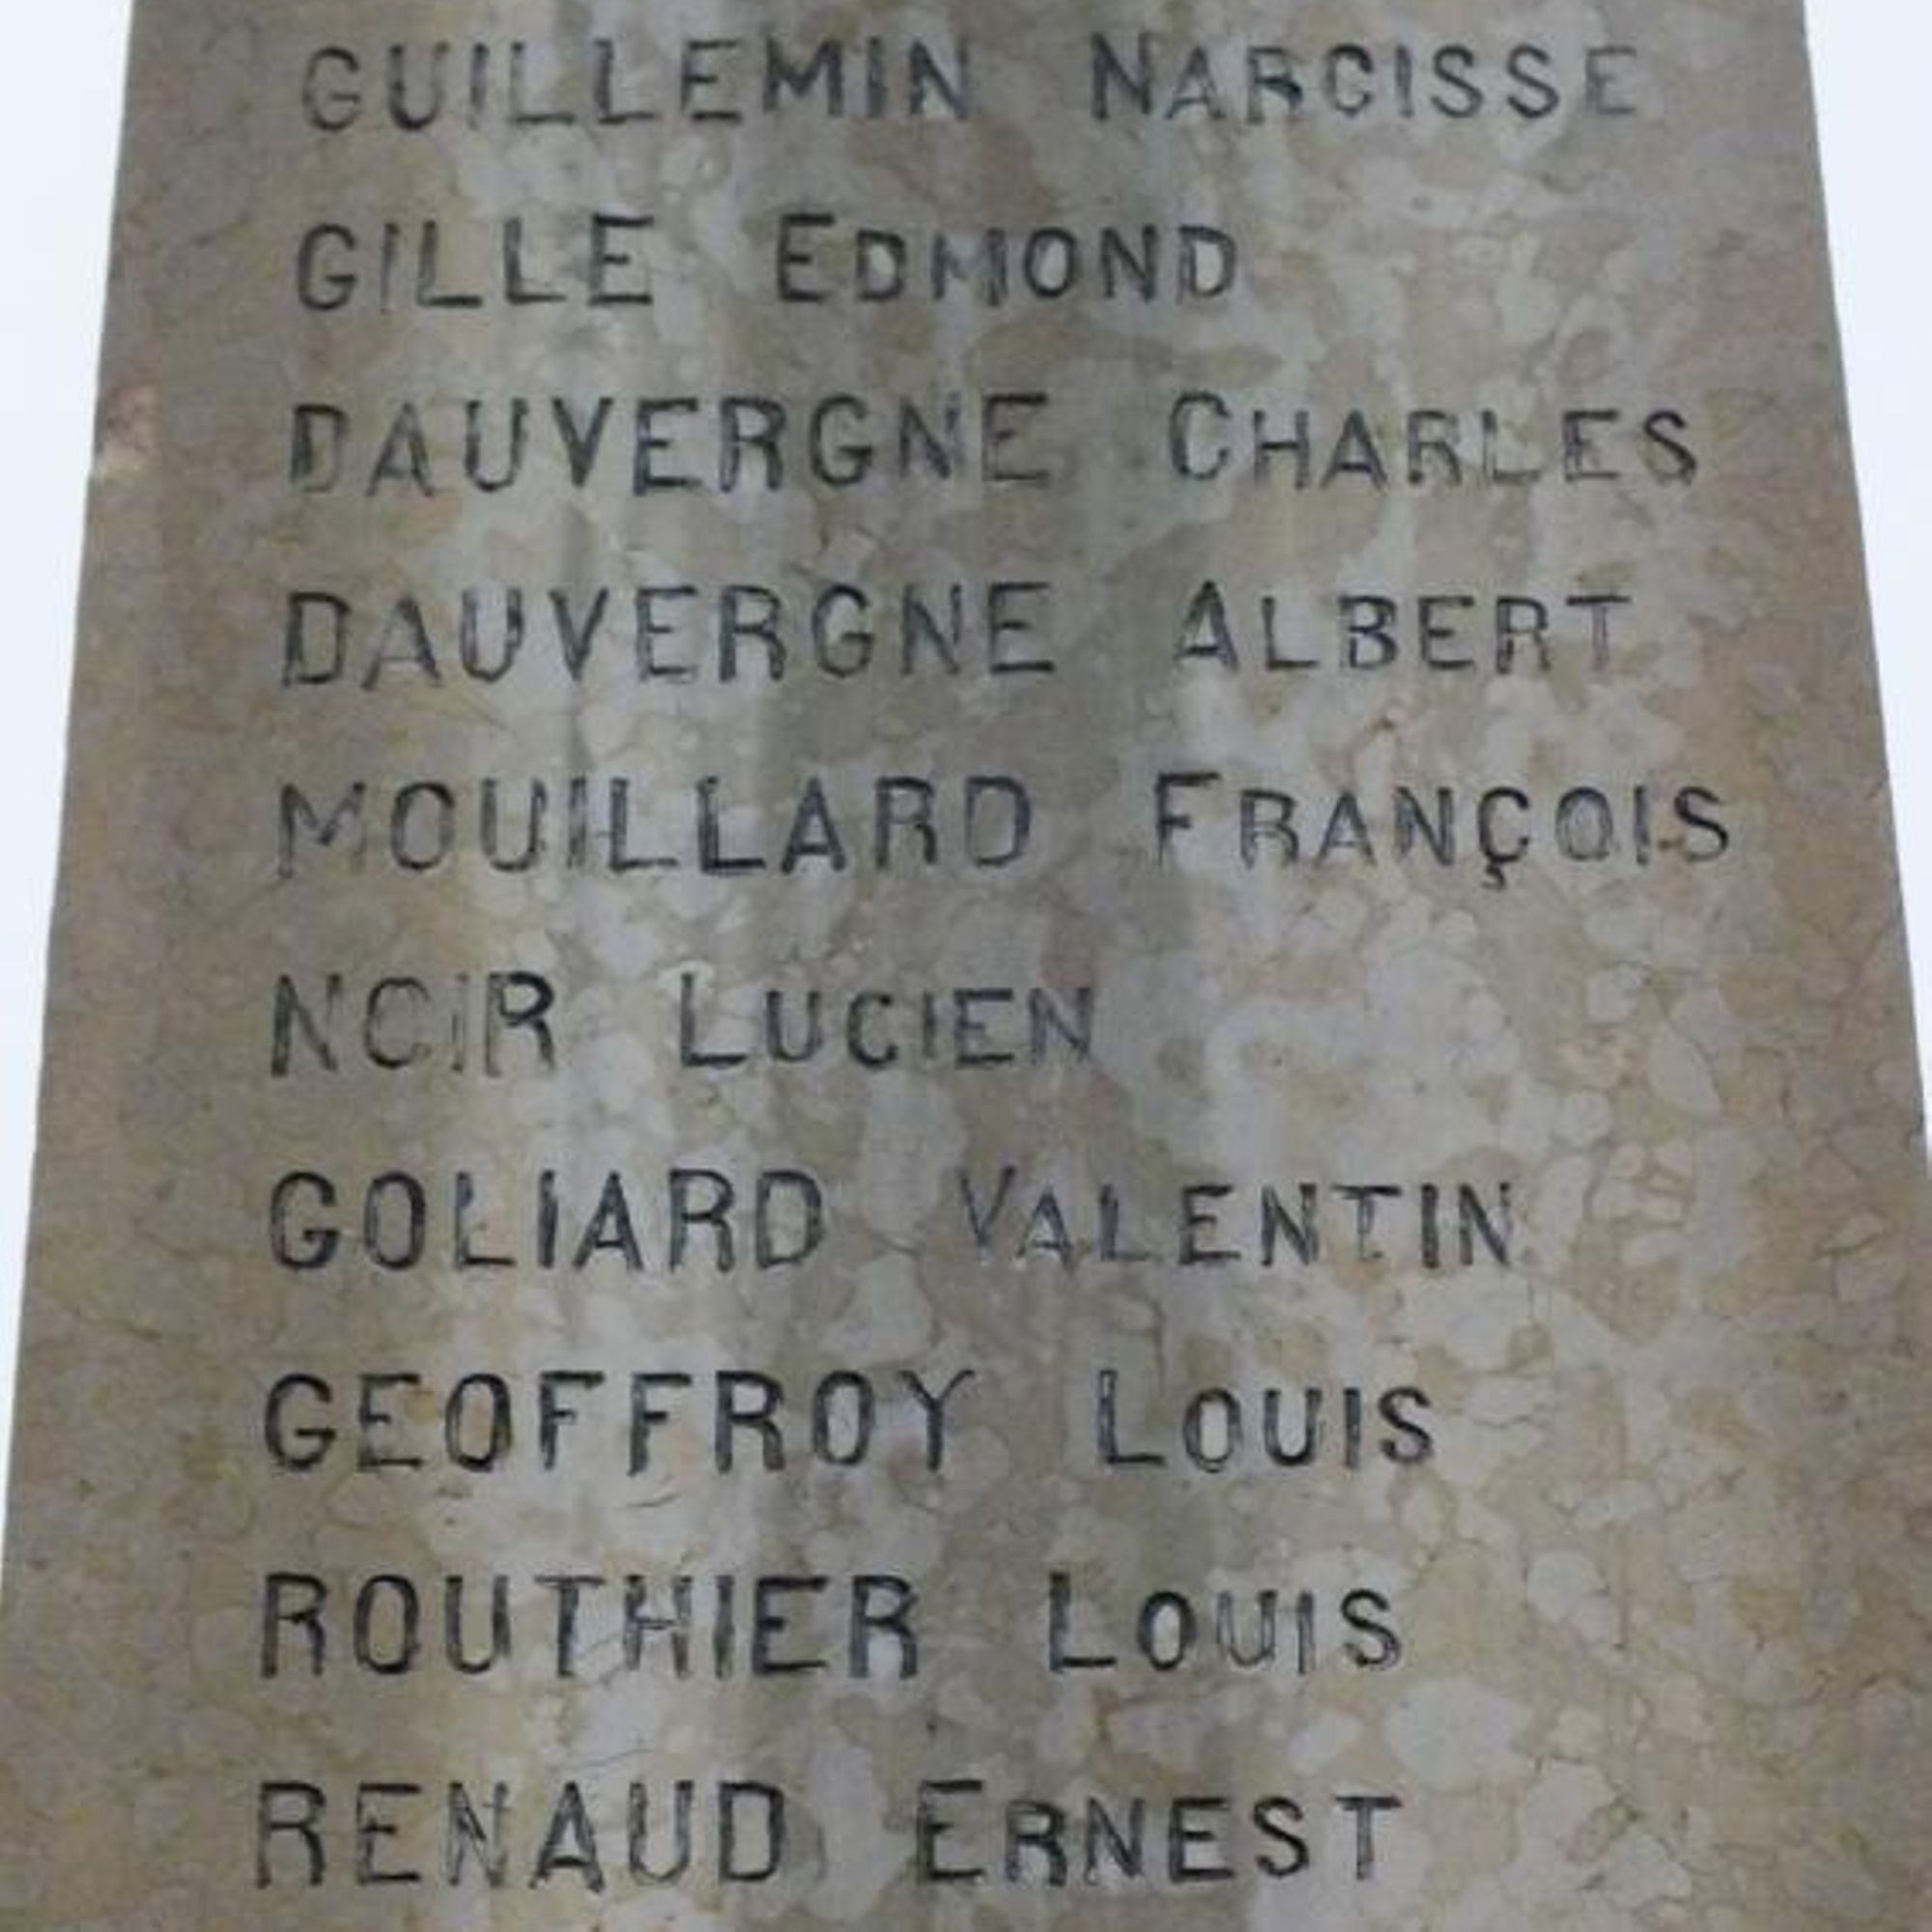 GUILLEMIN NARCISSE
GILLE EDMOND
DAUVERGNE CHARLES
DAUVERGNE ALBERT
MOUILLARD FRANÇOIS
NOIR LUCIEN
GOLIARD VALENTIN
GEOFFROY LOUIS
ROUTHIER LOUIS
RENAUD ERNEST